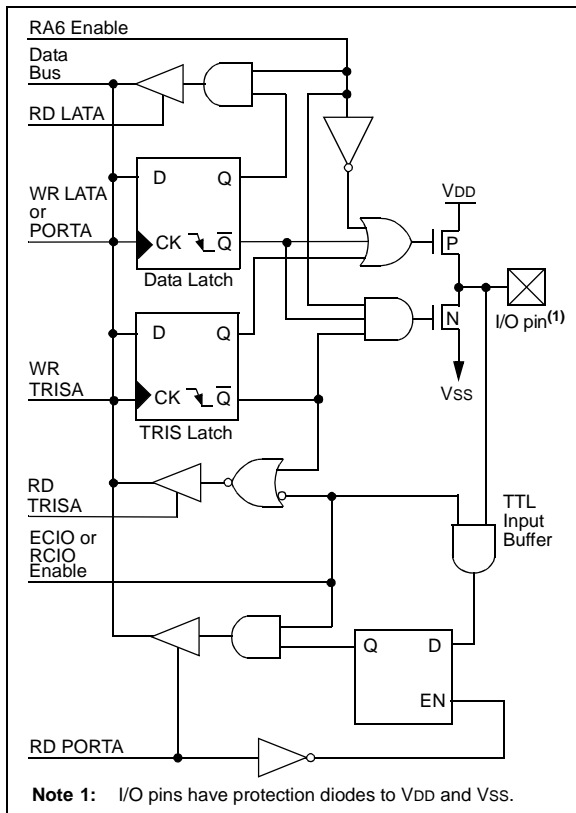 RA6 Enable
Data
Bus
RD LATA
WR LATA
or
PORTA
D
Q
CK
Q
Data Latch
VDD
P
N
I/O pin(1)
VSS
D
Q
WR
TRISA
CK
Q
TRIS Latch
RD
TRISA
TTL
Input
Buffer
ECIO or
RCIO
Enable
Q
D
EN
RD PORTA
Note 1: I/O pins have protection diodes to VDD and VSS.